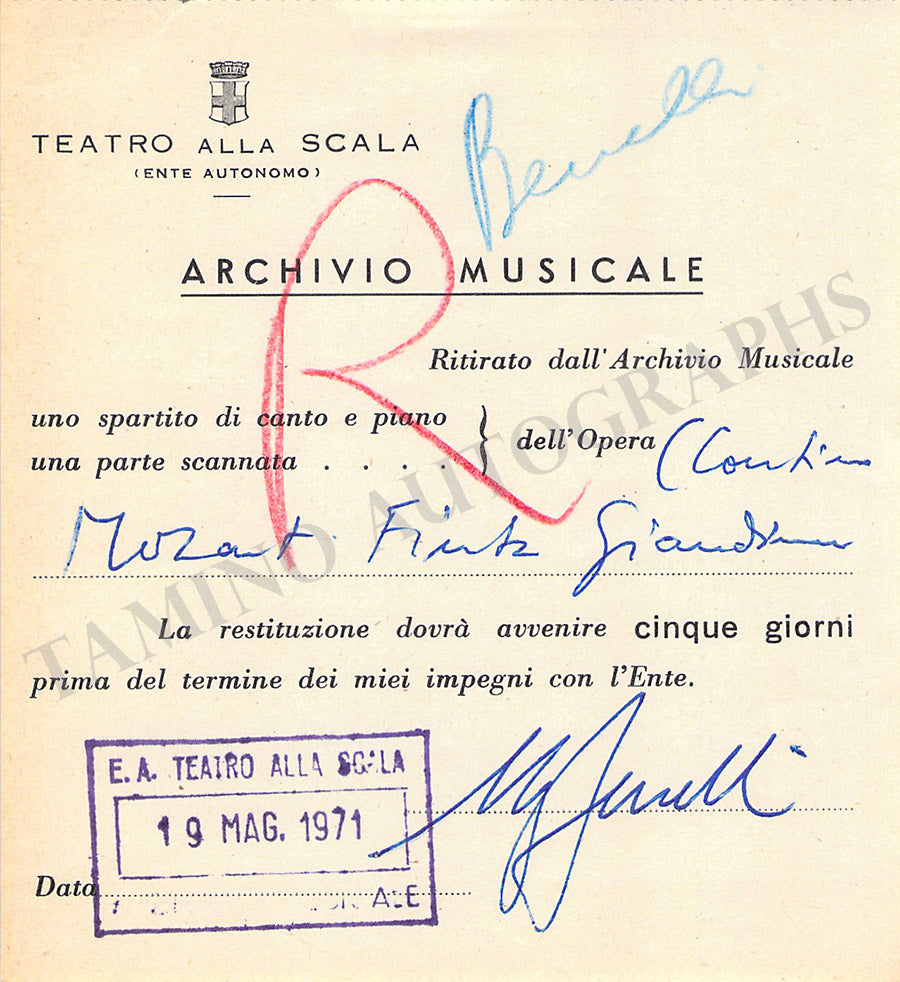 TEATRO ALLA SCALA
(ENTE AUTONOMO)
Benelli
ARCHIVIO MUSICALE
R
Ritirato dall'Archivio Musicale
uno spartito di canto e piano
una parte scannata . . . .
dell'Opera
Mozart Finta Giardin
La restituzione dovrà avvenire cinque giorni
prima del termine dei miei impegni con l'Ente.
E. A. TEATRO ALLA SCALA
19 MAG. 1971
Data
TAMINO AUTOGRAPHS